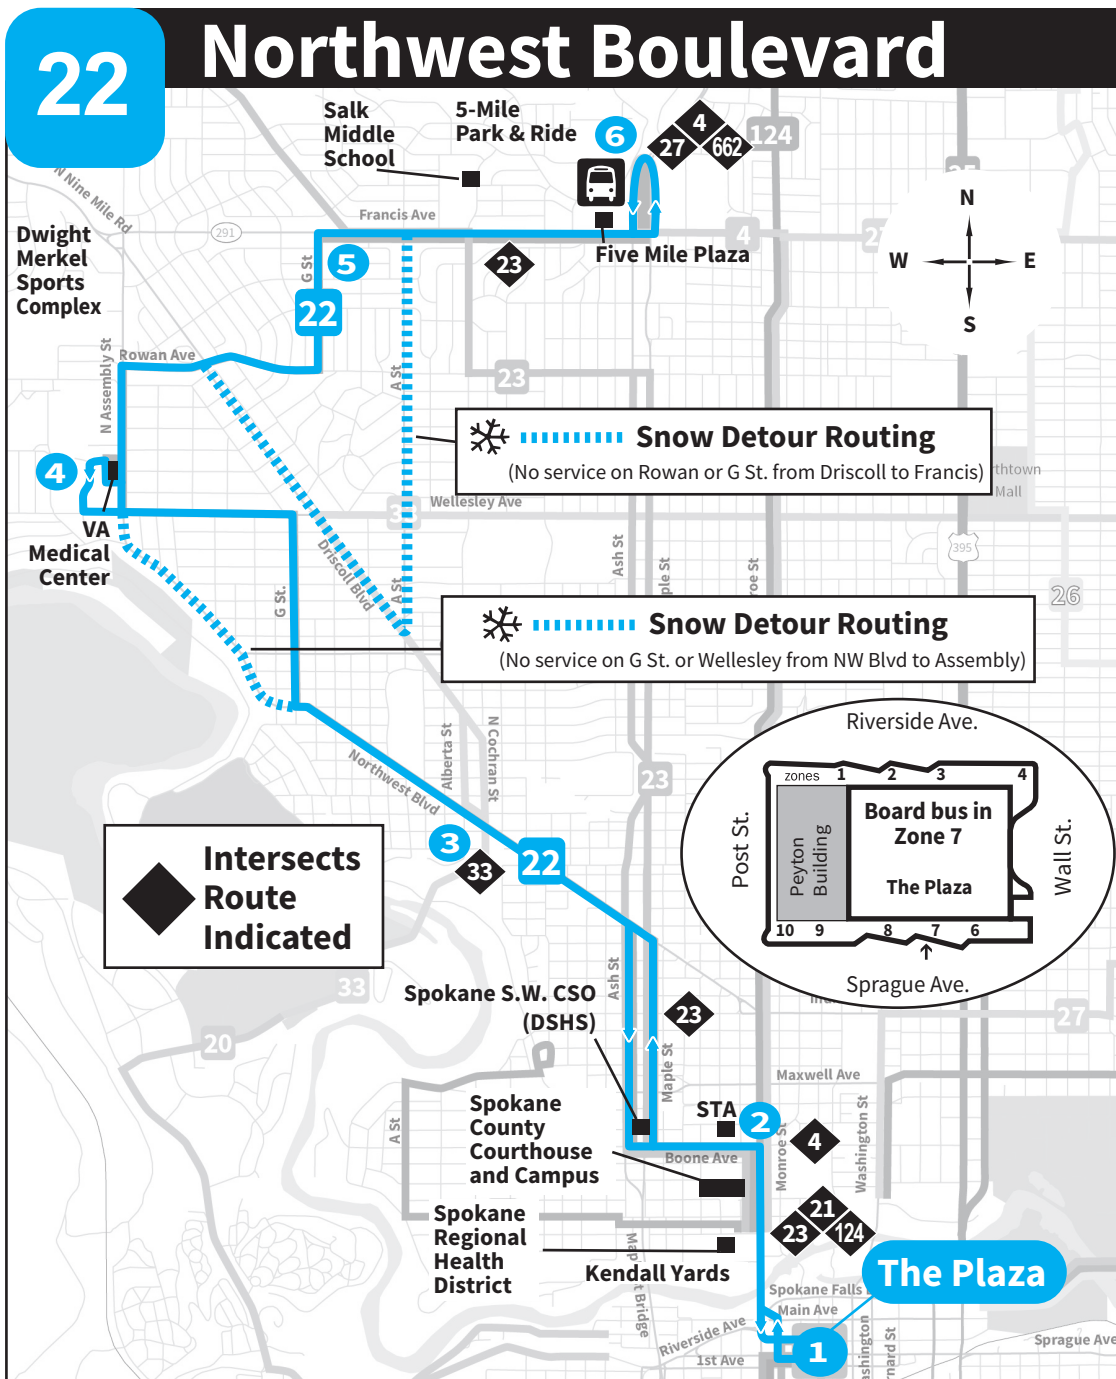 22
Northwest Boulevard
Salk
Middle
School
5-Mile
Park & Ride
6
4
27
662
124
N Nine Mile Rd
Francis Ave
291
Dwight
Merkel
Sports
Complex
G St
5
23
Five Mile Plaza
4
N
W
E
S
22
N Assembly St
Rowan Ave
A St
23
Snow Detour Routing
(No service on Rowan or G St. from Driscoll to Francis)
Mall
4
Wellesley Ave
VA
Medical
Center
Driscoll Blvd
A St
Ash St
395
G St.
26
Snow Detour Routing
(No service on G St. or Wellesley from NW Blvd to Assembly)
Alberta St
N Cochran St
Northwest Blvd
23
Riverside Ave.
zones
1
2
3
4
Board bus in
Zone 7
The Plaza
Peyton
Building
Post St.
Wall St.
10
9
8
7
6
Sprague Ave.
3
33
22
Intersects
Route
Indicated
33
20
Spokane S.W. CSO
(DSHS)
Ash St
23
27
Maple St
Maxwell Ave
Spokane
County
Courthouse
and Campus
A St
STA
2
4
Monroe St
Washington St
Boone Ave
21
23
124
Spokane
Regional
Health
District
Kendall Yards
The Plaza
Spokane Falls
Main Ave
Riverside Ave
1st Ave
1
Sprague Ave